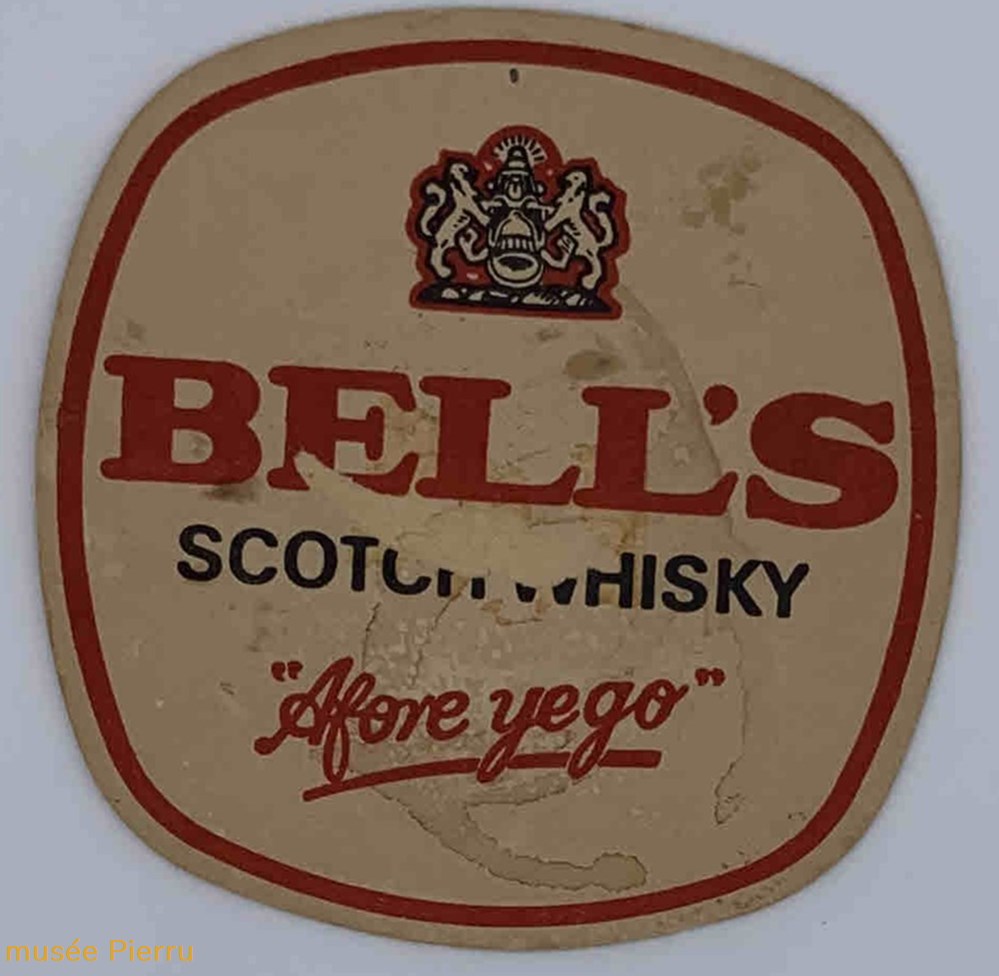 BELL'S
SCOTCH WHISKY
"Afore ye go"
musée Pierru